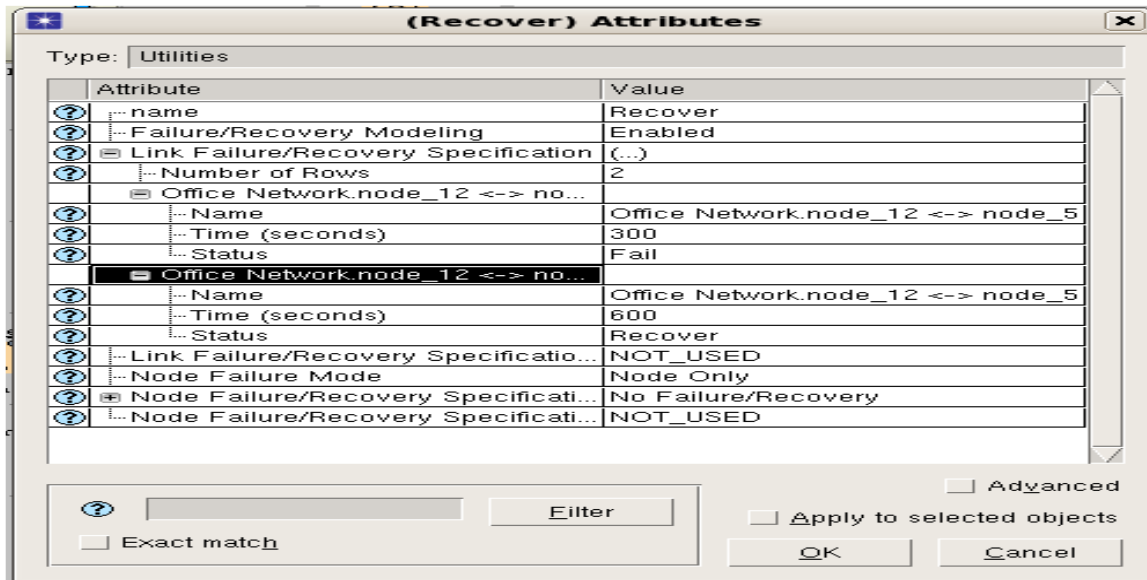 (Recover) Attributes
Type: Utilities
Attribute Value
? name Recover
? Failure/Recovery Modeling Enabled
? Link Failure/Recovery Specification (...)
? Number of Rows 2
Office Network.node_12 <-> no...
? Name Office Network.node_12 <-> node_5
? Time (seconds) 300
? Status Fail
Office Network.node_12 <-> no...
? Name Office Network.node_12 <-> node_5
? Time (seconds) 600
? Status Recover
? Link Failure/Recovery Specificatio... NOT_USED
? Node Failure Mode Node Only
? Node Failure/Recovery Specificati... No Failure/Recovery
? Node Failure/Recovery Specificati... NOT_USED
Advanced
? Filter
Apply to selected objects
Exact match
OK Cancel